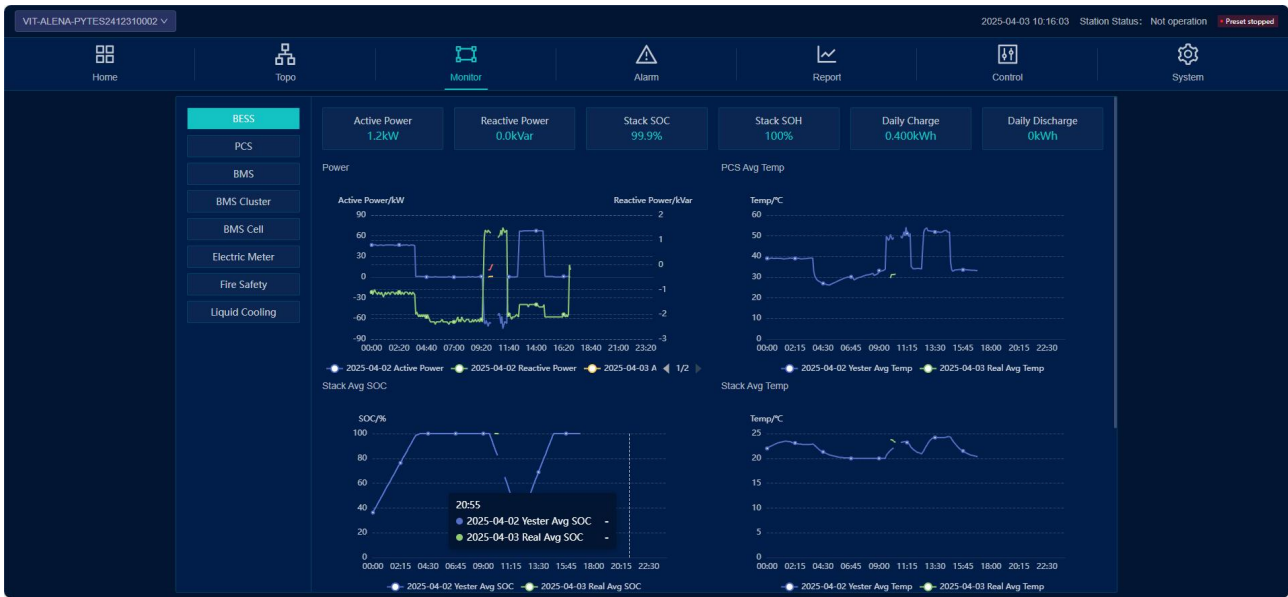 VIT-ALENA-PYTES2412310002
2025-04-03 10:16:03 Station Status: Not operation Preset stopped
Home Topo Monitor Alarm Report Control System
BESS
PCS
BMS
BMS Cluster
BMS Cell
Electric Meter
Fire Safety
Liquid Cooling
Active Power
1.2kW
Reactive Power
0.0kVar
Stack SOC
99.9%
Stack SOH
100%
Daily Charge
0.400kWh
Daily Discharge
0kWh
Power
Active Power/kW Reactive Power/kVar
90 2
60 1
30 0
0 -1
-30 -2
-60 -3
-90
00:00 02:20 04:40 07:00 09:20 11:40 14:00 16:20 18:40 21:00 23:20
2025-04-02 Active Power 2025-04-02 Reactive Power 2025-04-03 A 1/2
PCS Avg Temp
Temp/℃
60
50
40
30
20
10
0
00:00 02:15 04:30 06:45 09:00 11:15 13:30 15:45 18:00 20:15 22:30
2025-04-02 Yester Avg Temp 2025-04-03 Real Avg Temp
Stack Avg SOC
SOC/%
100
80
60
40
20
0
20:55
2025-04-02 Yester Avg SOC -
2025-04-03 Real Avg SOC -
00:00 02:15 04:30 06:45 09:00 11:15 13:30 15:45 18:00 20:15 22:30
2025-04-02 Yester Avg SOC 2025-04-03 Real Avg SOC
Stack Avg Temp
Temp/℃
25
20
15
10
5
0
00:00 02:15 04:30 06:45 09:00 11:15 13:30 15:45 18:00 20:15 22:30
2025-04-02 Yester Avg Temp 2025-04-03 Real Avg Temp